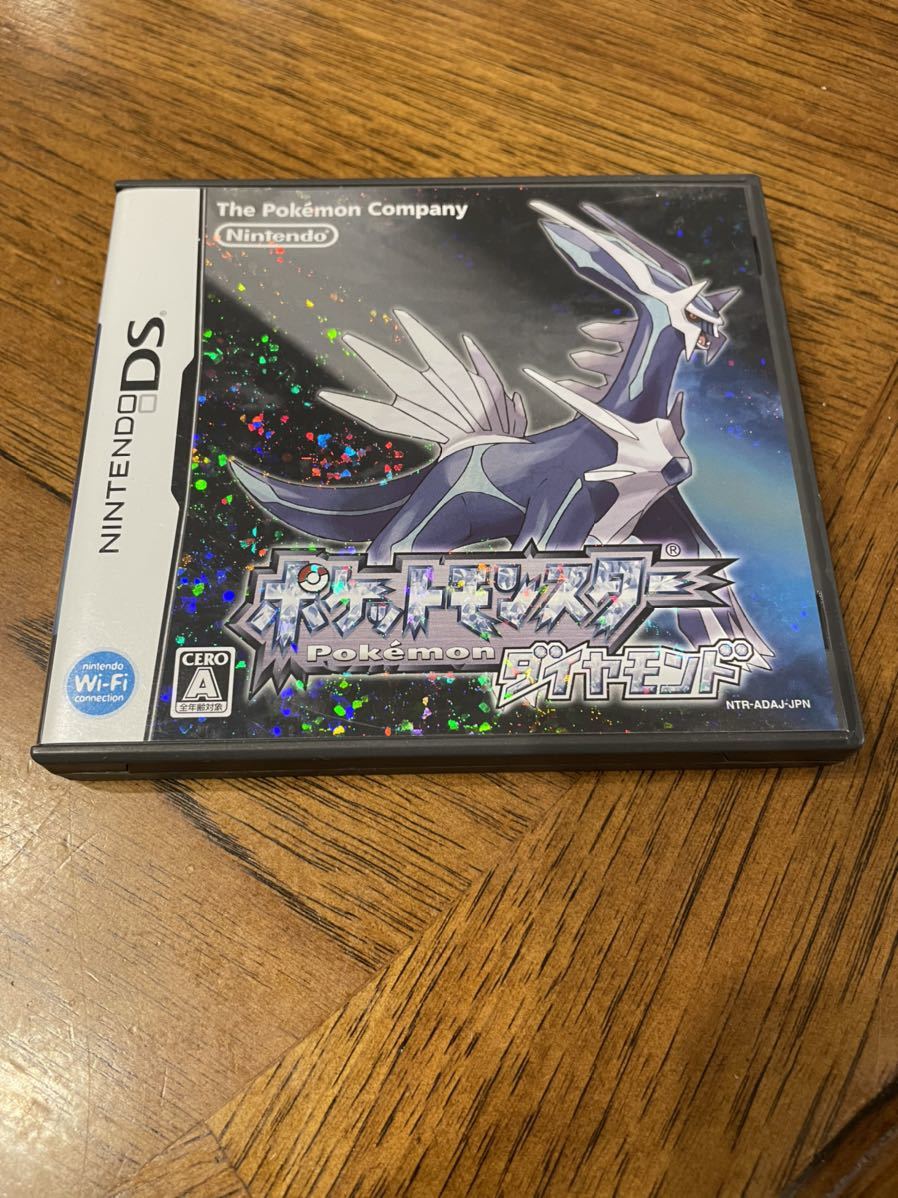 The Pokémon Company
Nintendo®
NINTENDO DS®
ポケットモンスター®
Pokémon
ダイヤモンド
nintendo
Wi-Fi
connection
CERO
A
全年齢対象
NTR-ADAJ-JPN